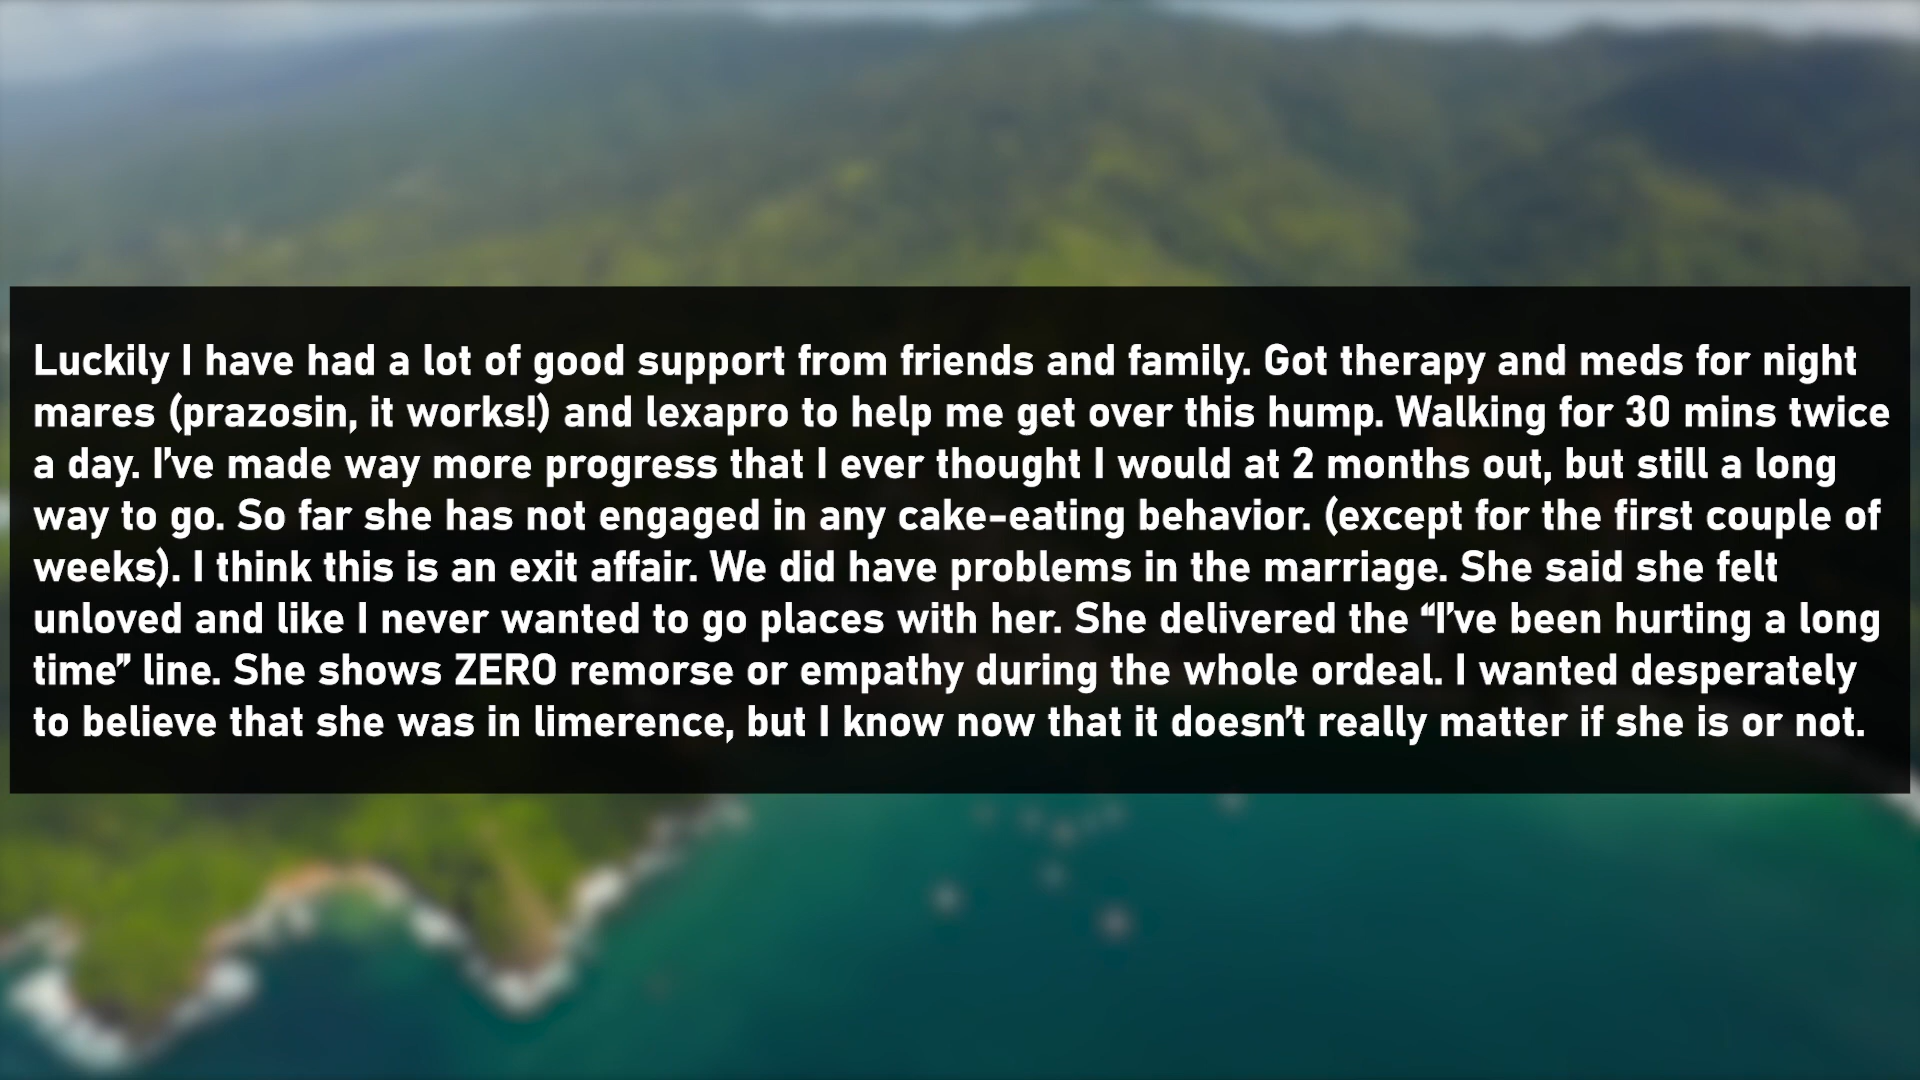 Luckily I have had a lot of good support from friends and family. Got therapy and meds for night
mares (prazosin, it works!) and lexapro to help me get over this hump. Walking for 30 mins twice
a day. I've made way more progress that I ever thought I would at 2 months out, but still a long
way to go. So far she has not engaged in any cake-eating behavior. (except for the first couple of
weeks). I think this is an exit affair. We did have problems in the marriage. She said she felt
unloved and like I never wanted to go places with her. She delivered the “I've been hurting a long
time” line. She shows ZERO remorse or empathy during the whole ordeal. I wanted desperately
to believe that she was in limerence, but I know now that it doesn't really matter if she is or not.